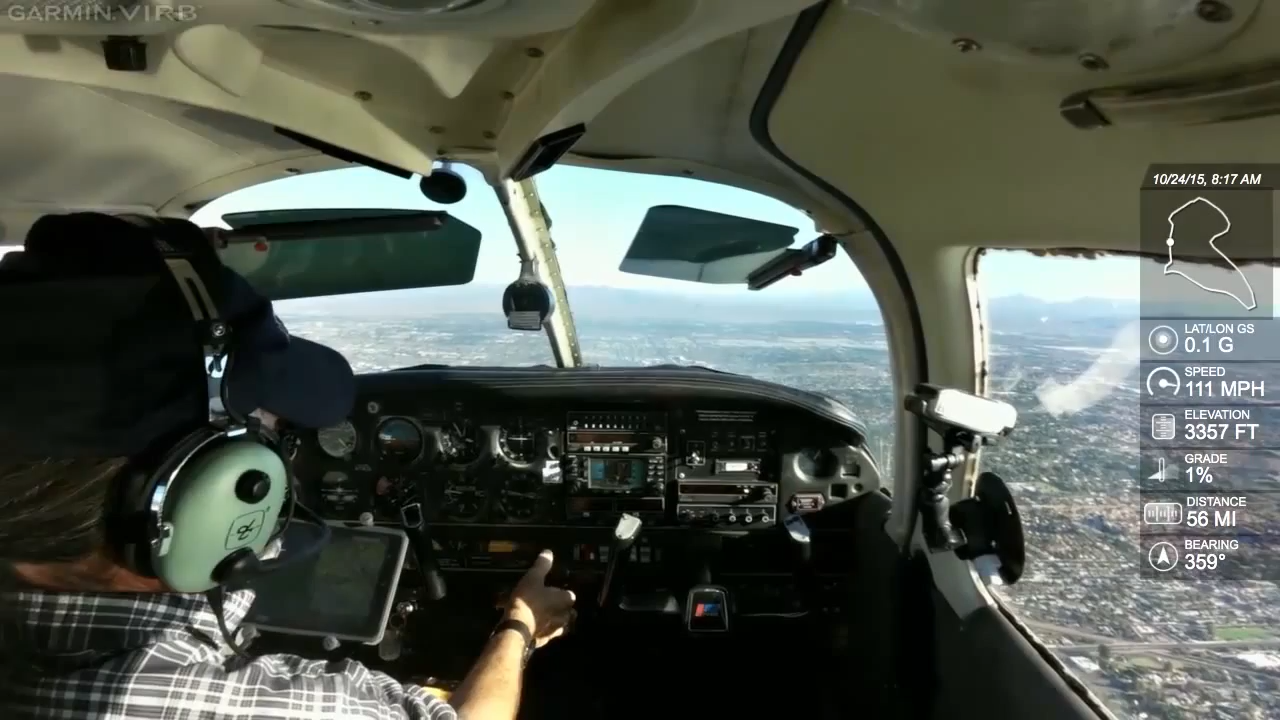 GARMIN VIRB
10/24/15, 8:17 AM
LAT/LON GS
0.1 G
SPEED
111 MPH
ELEVATION
3357 FT
GRADE
1%
DISTANCE
56 MI
BEARING
359°